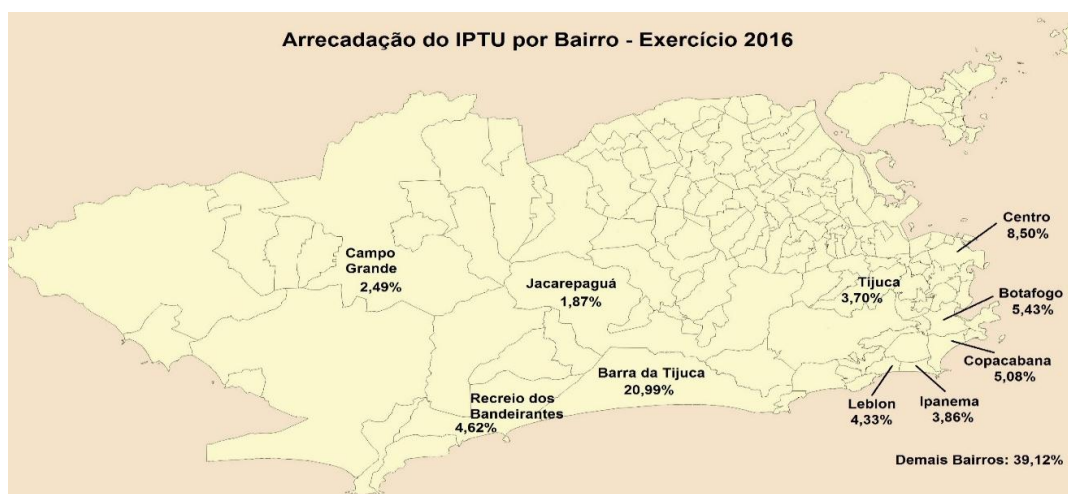 Arrecadação do IPTU por Bairro - Exercício 2016
Centro
8,50%
Campo
Grande
2,49%
Jacarepaguá
1,87%
Tijuca
3,70%
Botafogo
5,43%
Copacabana
5,08%
Barra da Tijuca
20,99%
Recreio dos
Bandeirantes
4,62%
Leblon
4,33%
Ipanema
3,86%
Demais Bairros: 39,12%